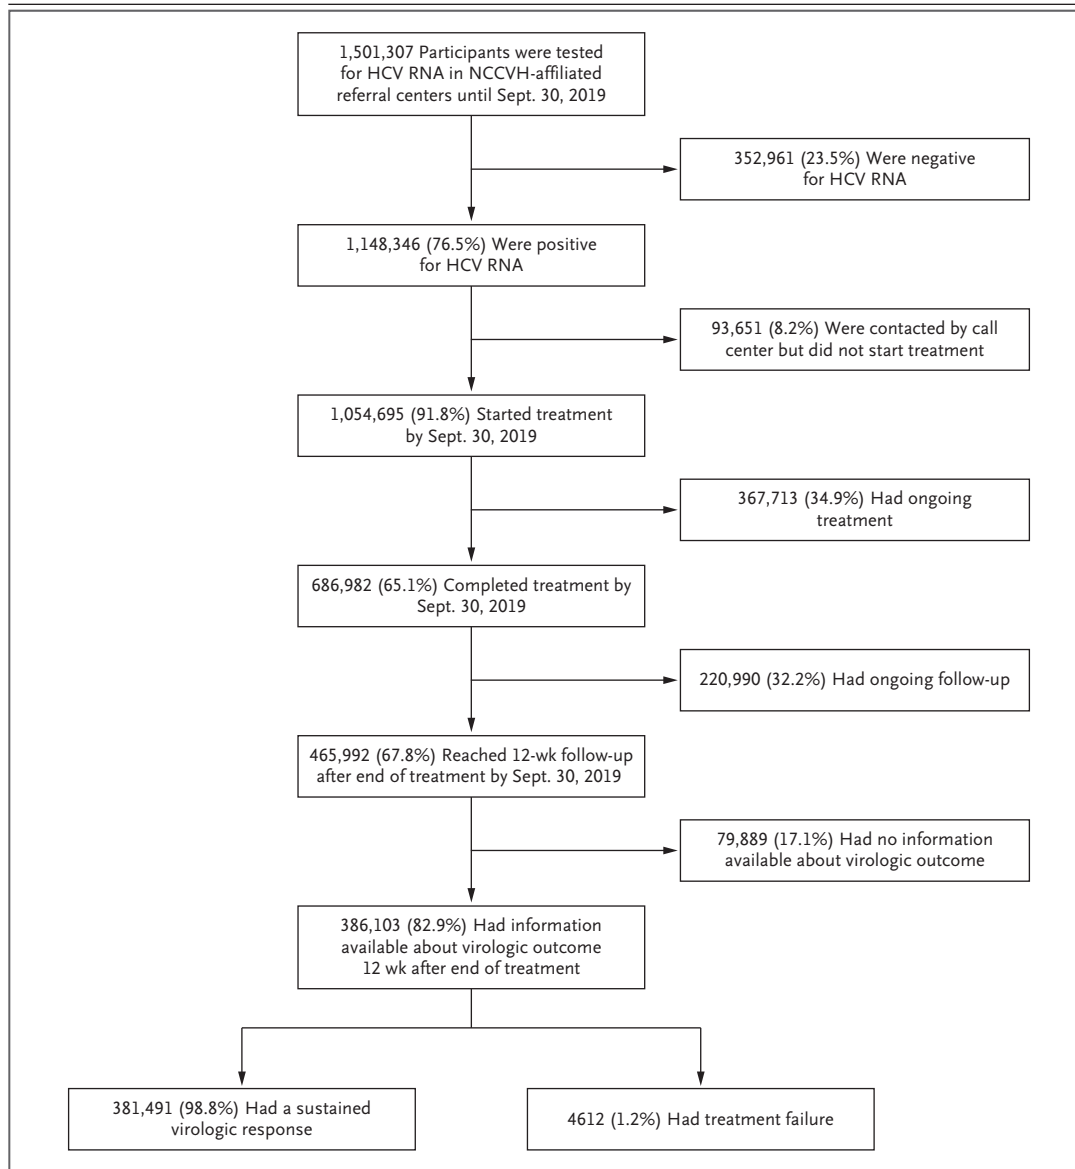 1,501,307 Participants were tested
for HCV RNA in NCCVH-affiliated
referral centers until Sept. 30, 2019
352,961 (23.5%) Were negative
for HCV RNA
1,148,346 (76.5%) Were positive
for HCV RNA
93,651 (8.2%) Were contacted by call
center but did not start treatment
1,054,695 (91.8%) Started treatment
by Sept. 30, 2019
367,713 (34.9%) Had ongoing
treatment
686,982 (65.1%) Completed treatment by
Sept. 30, 2019
220,990 (32.2%) Had ongoing follow-up
465,992 (67.8%) Reached 12-wk follow-up
after end of treatment by Sept. 30, 2019
79,889 (17.1%) Had no information
available about virologic outcome
386,103 (82.9%) Had information
available about virologic outcome
12 wk after end of treatment
381,491 (98.8%) Had a sustained
virologic response
4612 (1.2%) Had treatment failure